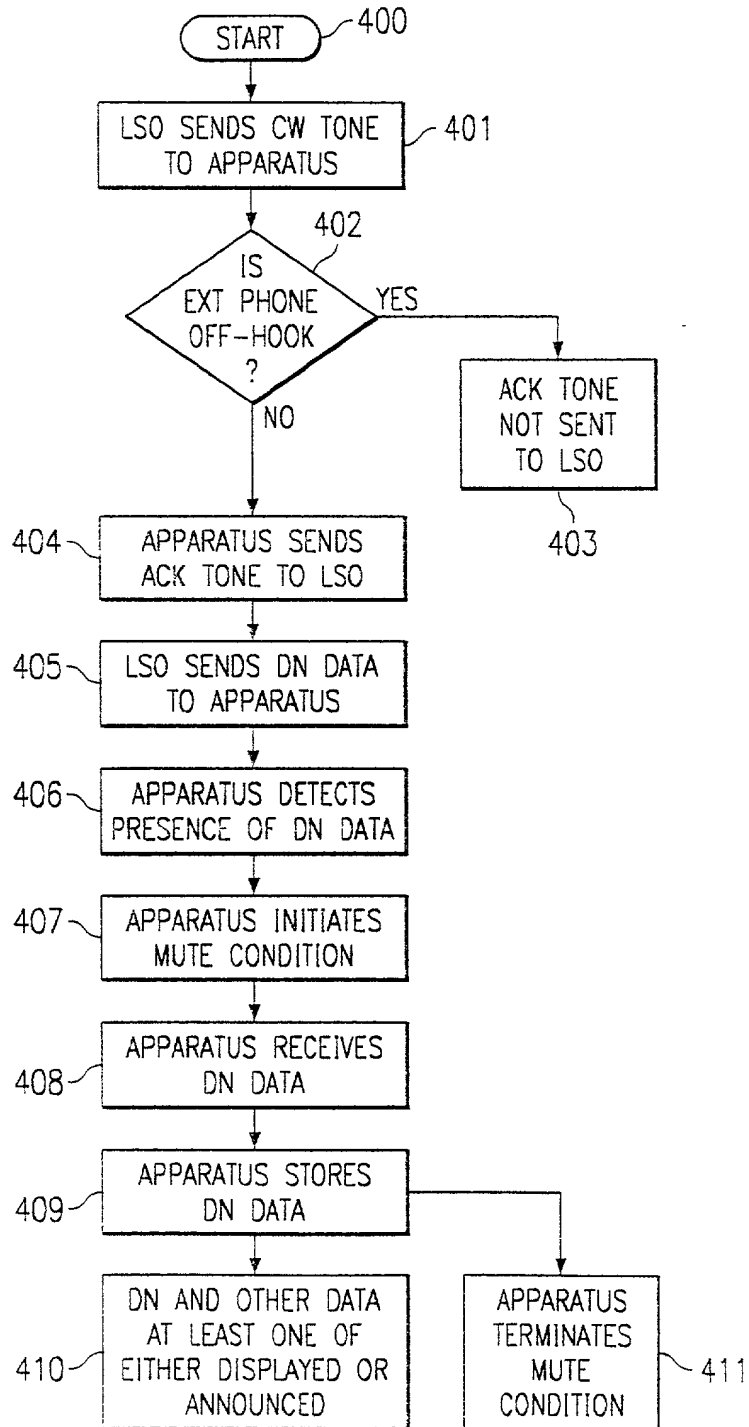 START
400
LSO SENDS CW TONE
TO APPARATUS
401
402
IS
EXT PHONE
OFF-HOOK
?
YES
NO
ACK TONE
NOT SENT
TO LSO
403
404
APPARATUS SENDS
ACK TONE TO LSO
405
LSO SENDS DN DATA
TO APPARATUS
406
APPARATUS DETECTS
PRESENCE OF DN DATA
407
APPARATUS INITIATES
MUTE CONDITION
408
APPARATUS RECEIVES
DN DATA
409
APPARATUS STORES
DN DATA
410
DN AND OTHER DATA
AT LEAST ONE OF
EITHER DISPLAYED OR
ANNOUNCED
APPARATUS
TERMINATES
MUTE
CONDITION
411